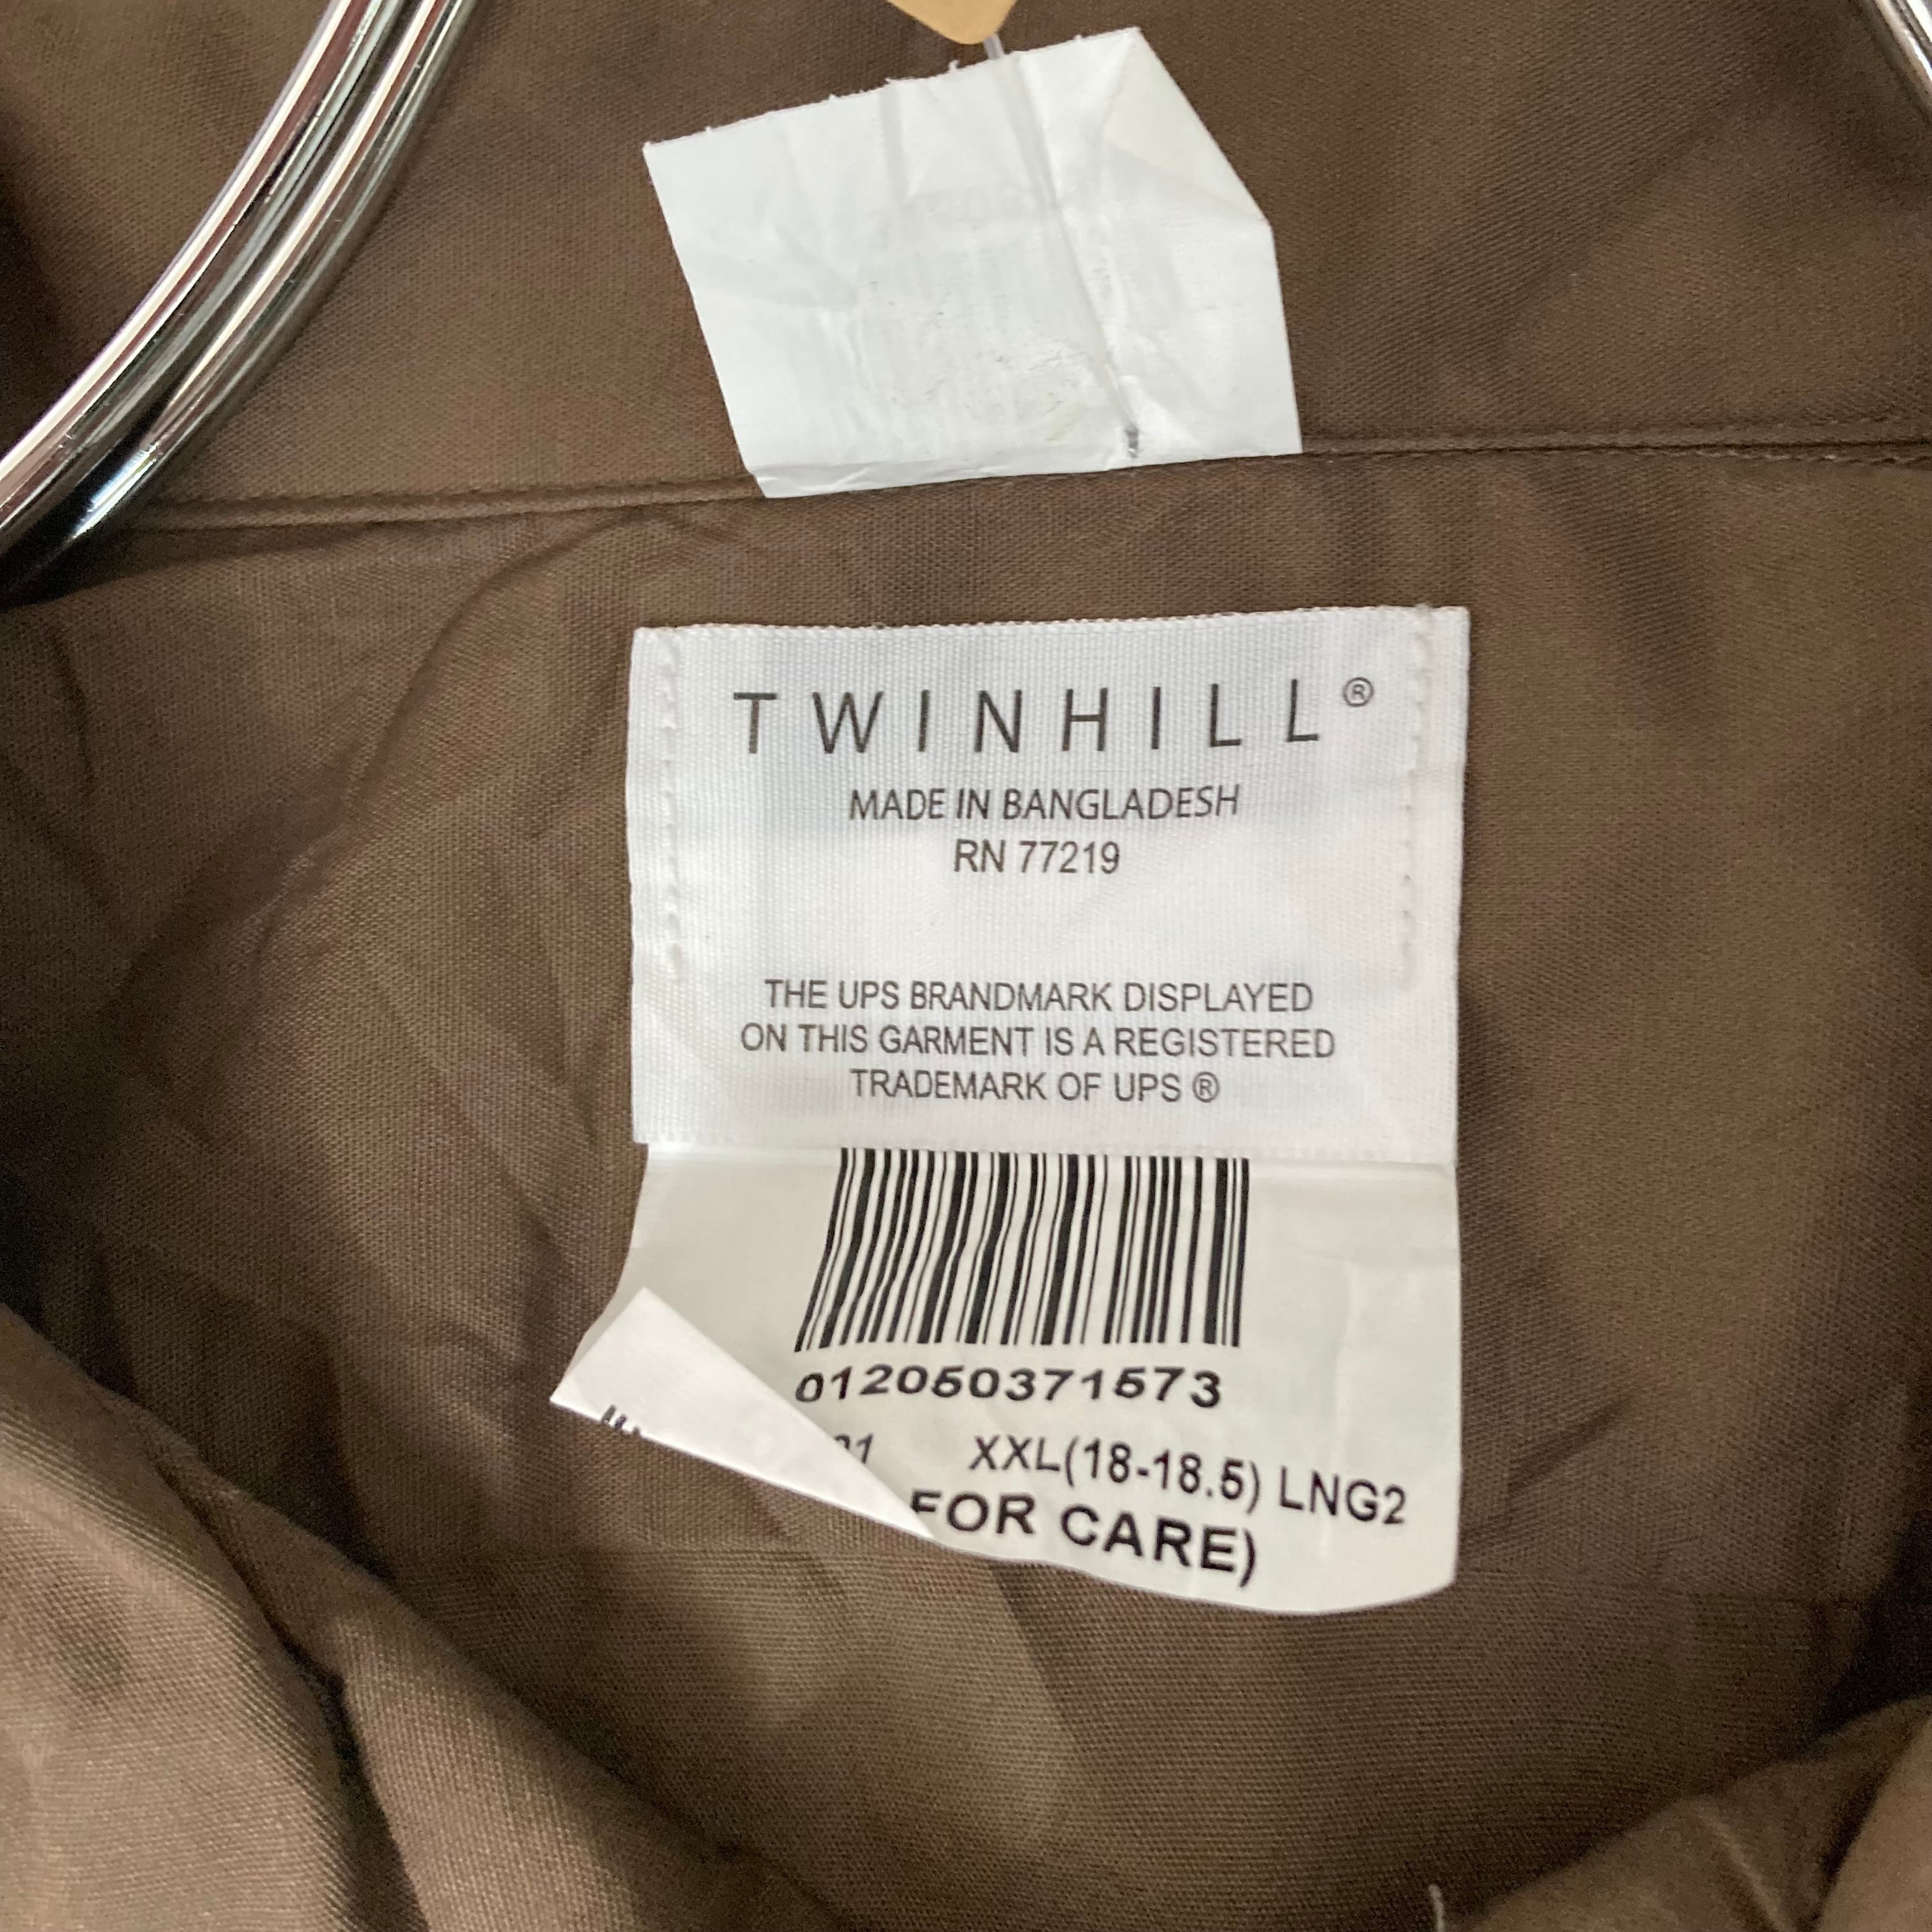 TWINHILL®
MADE IN BANGLADESH
RN 77219
THE UPS BRANDMARK DISPLAYED
ON THIS GARMENT IS A REGISTERED
TRADEMARK OF UPS ®
012050371573
XXL(18-18.5) LNG2
FOR CARE)